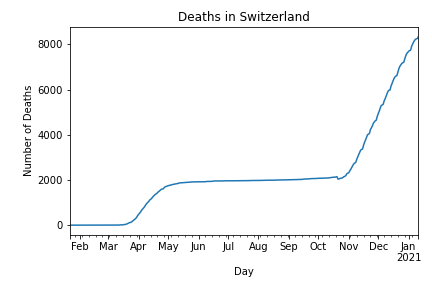 Deaths in Switzerland
Number of Deaths
8000
6000
4000
2000
0
Feb Mar Apr May Jun Jul Aug Sep Oct Nov Dec Jan
2021
Day